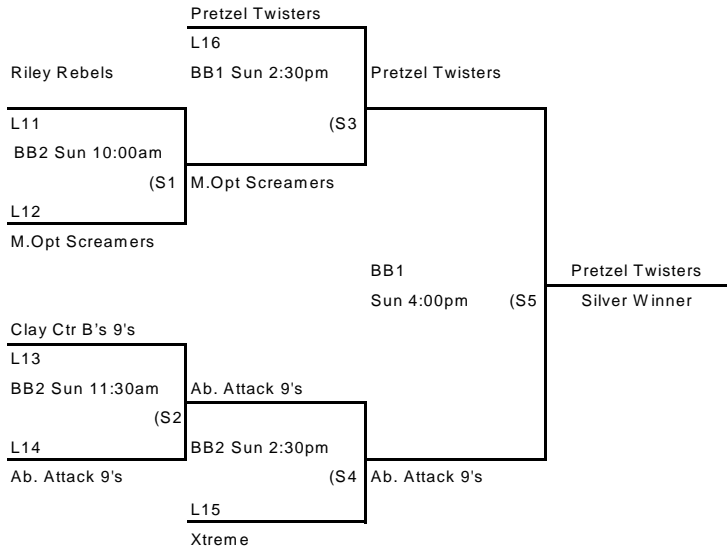 Pretzel Twisters
L16
Riley Rebels
BB1 Sun 2:30pm
Pretzel Twisters
L11
(S3
BB2 Sun 10:00am
(S1
M.Opt Screamers
L12
M.Opt Screamers
BB1
Pretzel Twisters
Sun 4:00pm
(S5
Silver Winner
Clay Ctr B's 9's
L13
BB2 Sun 11:30am
Ab. Attack 9's
(S2
L14
BB2 Sun 2:30pm
Ab. Attack 9's
(S4
Ab. Attack 9's
L15
Xtreme